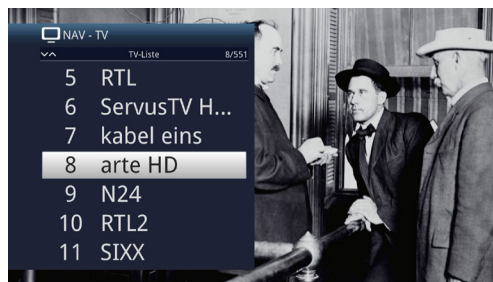 NAV - TV
TV-Liste 8/551
5 RTL
6 ServusTV H...
7 kabel eins
8 arte HD
9 N24
10 RTL2
11 SIXX